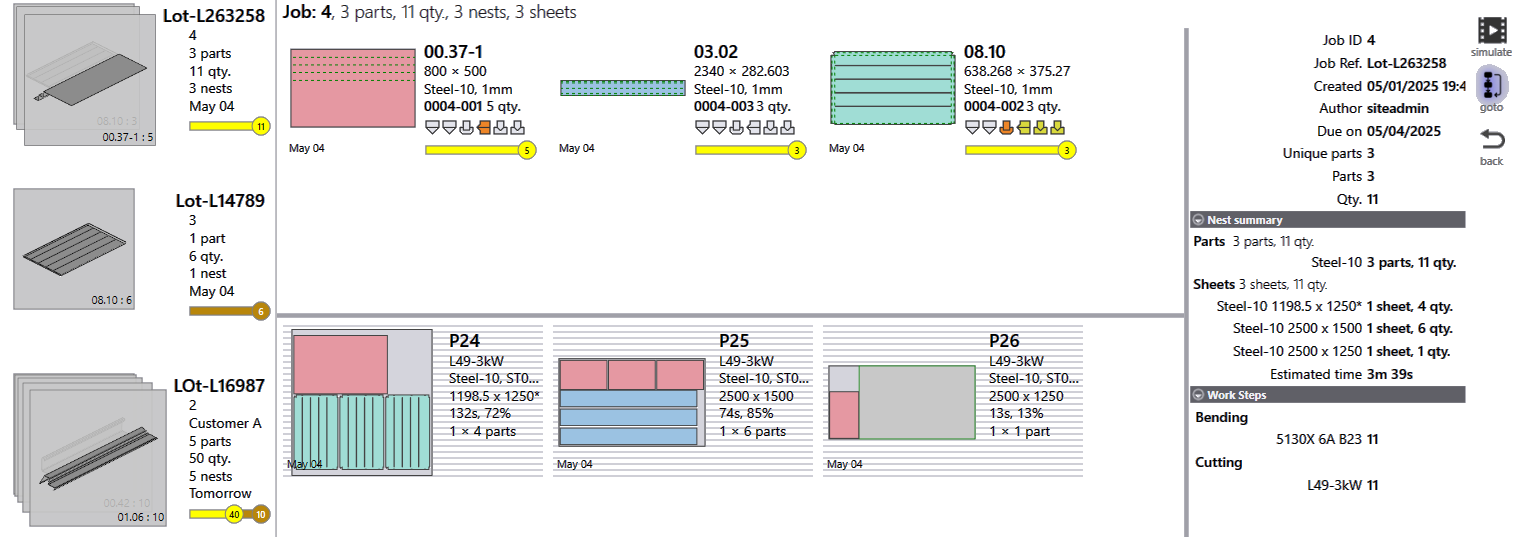 Lot-L263258
4
3 parts
11 qty.
3 nests
May 04
08.10 : 3
00.37-1 : 5
11
Lot-L14789
3
1 part
6 qty.
1 nest
May 04
08.10 : 6
6
LOt-L16987
2
Customer A
5 parts
50 qty.
5 nests
Tomorrow
00.42 : 10
01.06 : 10
40
10
Job: 4, 3 parts, 11 qty., 3 nests, 3 sheets
00.37-1
800 × 500
Steel-10, 1mm
0004-001 5 qty.
May 04
5
03.02
2340 × 282.603
Steel-10, 1mm
0004-003 3 qty.
May 04
3
08.10
638.268 × 375.27
Steel-10, 1mm
0004-002 3 qty.
May 04
3
P24
L49-3kW
Steel-10, ST0...
1198.5 x 1250*
132s, 72%
1 × 4 parts
May 04
P25
L49-3kW
Steel-10, ST0...
2500 x 1500
74s, 85%
1 × 6 parts
May 04
P26
L49-3kW
Steel-10, ST0...
2500 x 1250
13s, 13%
1 × 1 part
May 04
Job ID 4
Job Ref. Lot-L263258
Created 05/01/2025 19:4
Author siteadmin
Due on 05/04/2025
Unique parts 3
Parts 3
Qty. 11
Nest summary
Parts 3 parts, 11 qty.
Steel-10 3 parts, 11 qty.
Sheets 3 sheets, 11 qty.
Steel-10 1198.5 x 1250* 1 sheet, 4 qty.
Steel-10 2500 x 1500 1 sheet, 6 qty.
Steel-10 2500 x 1250 1 sheet, 1 qty.
Estimated time 3m 39s
Work Steps
Bending
5130X 6A B23 11
Cutting
L49-3kW 11
simulate
goto
back